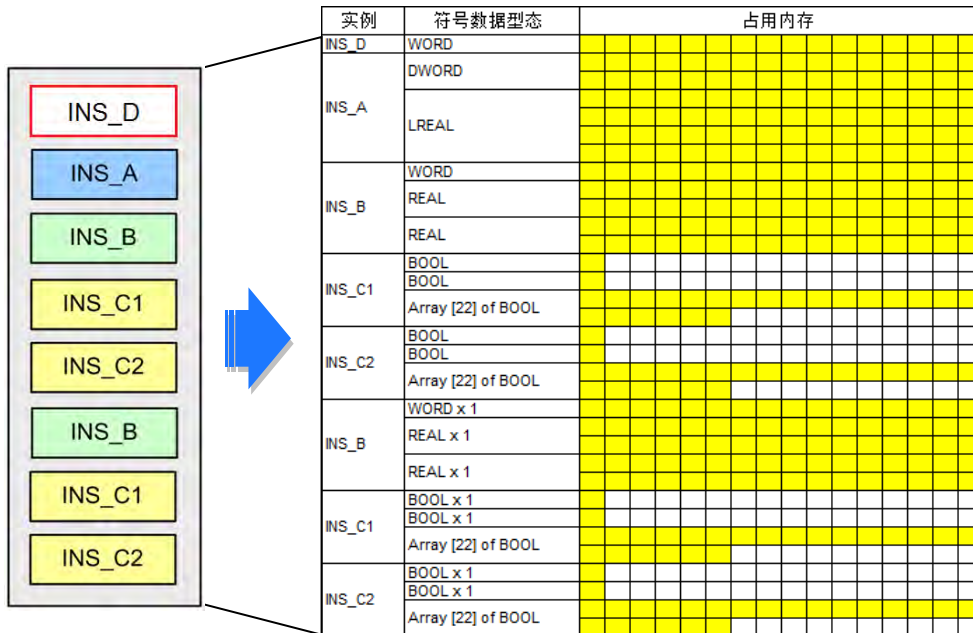 INS_D
INS_A
INS_B
INS_C1
INS_C2
INS_B
INS_C1
INS_C2
实例 符号数据型态 占用内存
INS_D WORD
INS_A DWORD
LREAL
INS_B WORD
REAL
REAL
INS_C1 BOOL
BOOL
Array [22] of BOOL
INS_C2 BOOL
BOOL
Array [22] of BOOL
INS_B WORD x 1
REAL x 1
REAL x 1
INS_C1 BOOL x 1
BOOL x 1
Array [22] of BOOL
INS_C2 BOOL x 1
BOOL x 1
Array [22] of BOOL